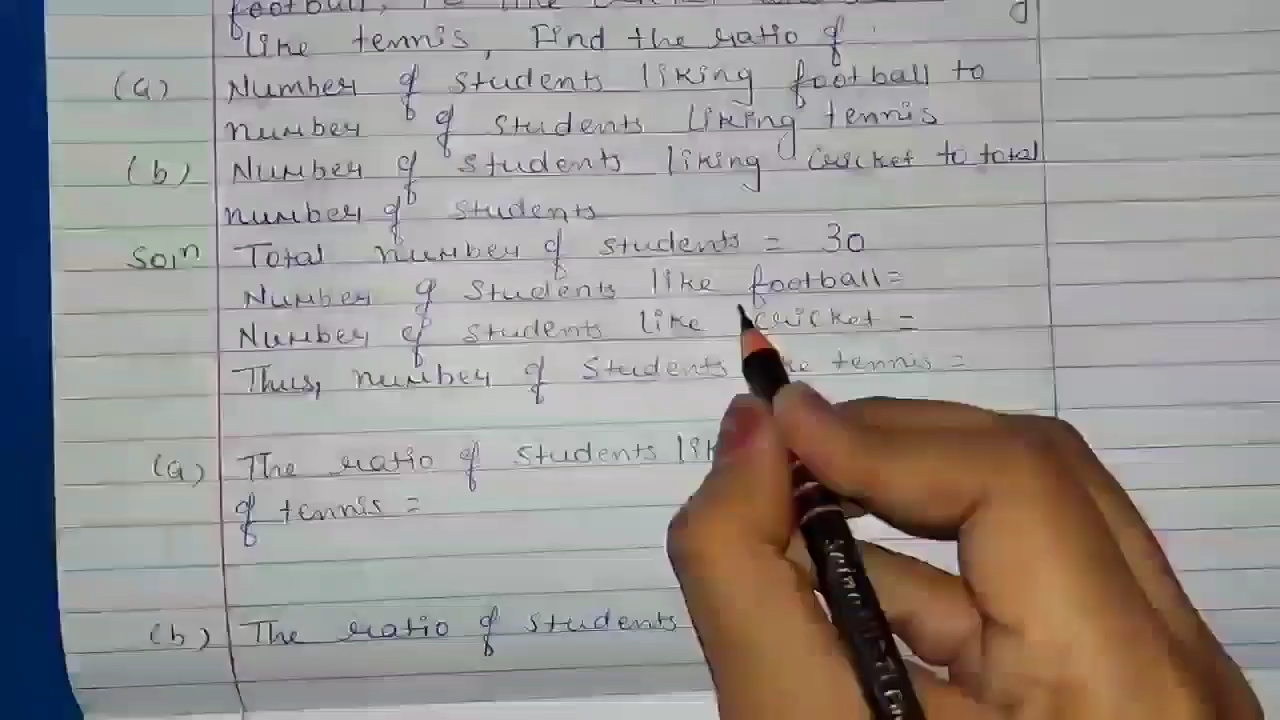 football,
like tennis, Find the ratio of
(a) Number of students liking football to
number of students liking tennis
(b) Number of students liking cricket to total
number of students
Soln Total number of students = 30
Number of students like football=
Number of students like cricket =
Thus, number of students like tennis =
(a) The ratio of students
of tennis =
(b) The ratio of students